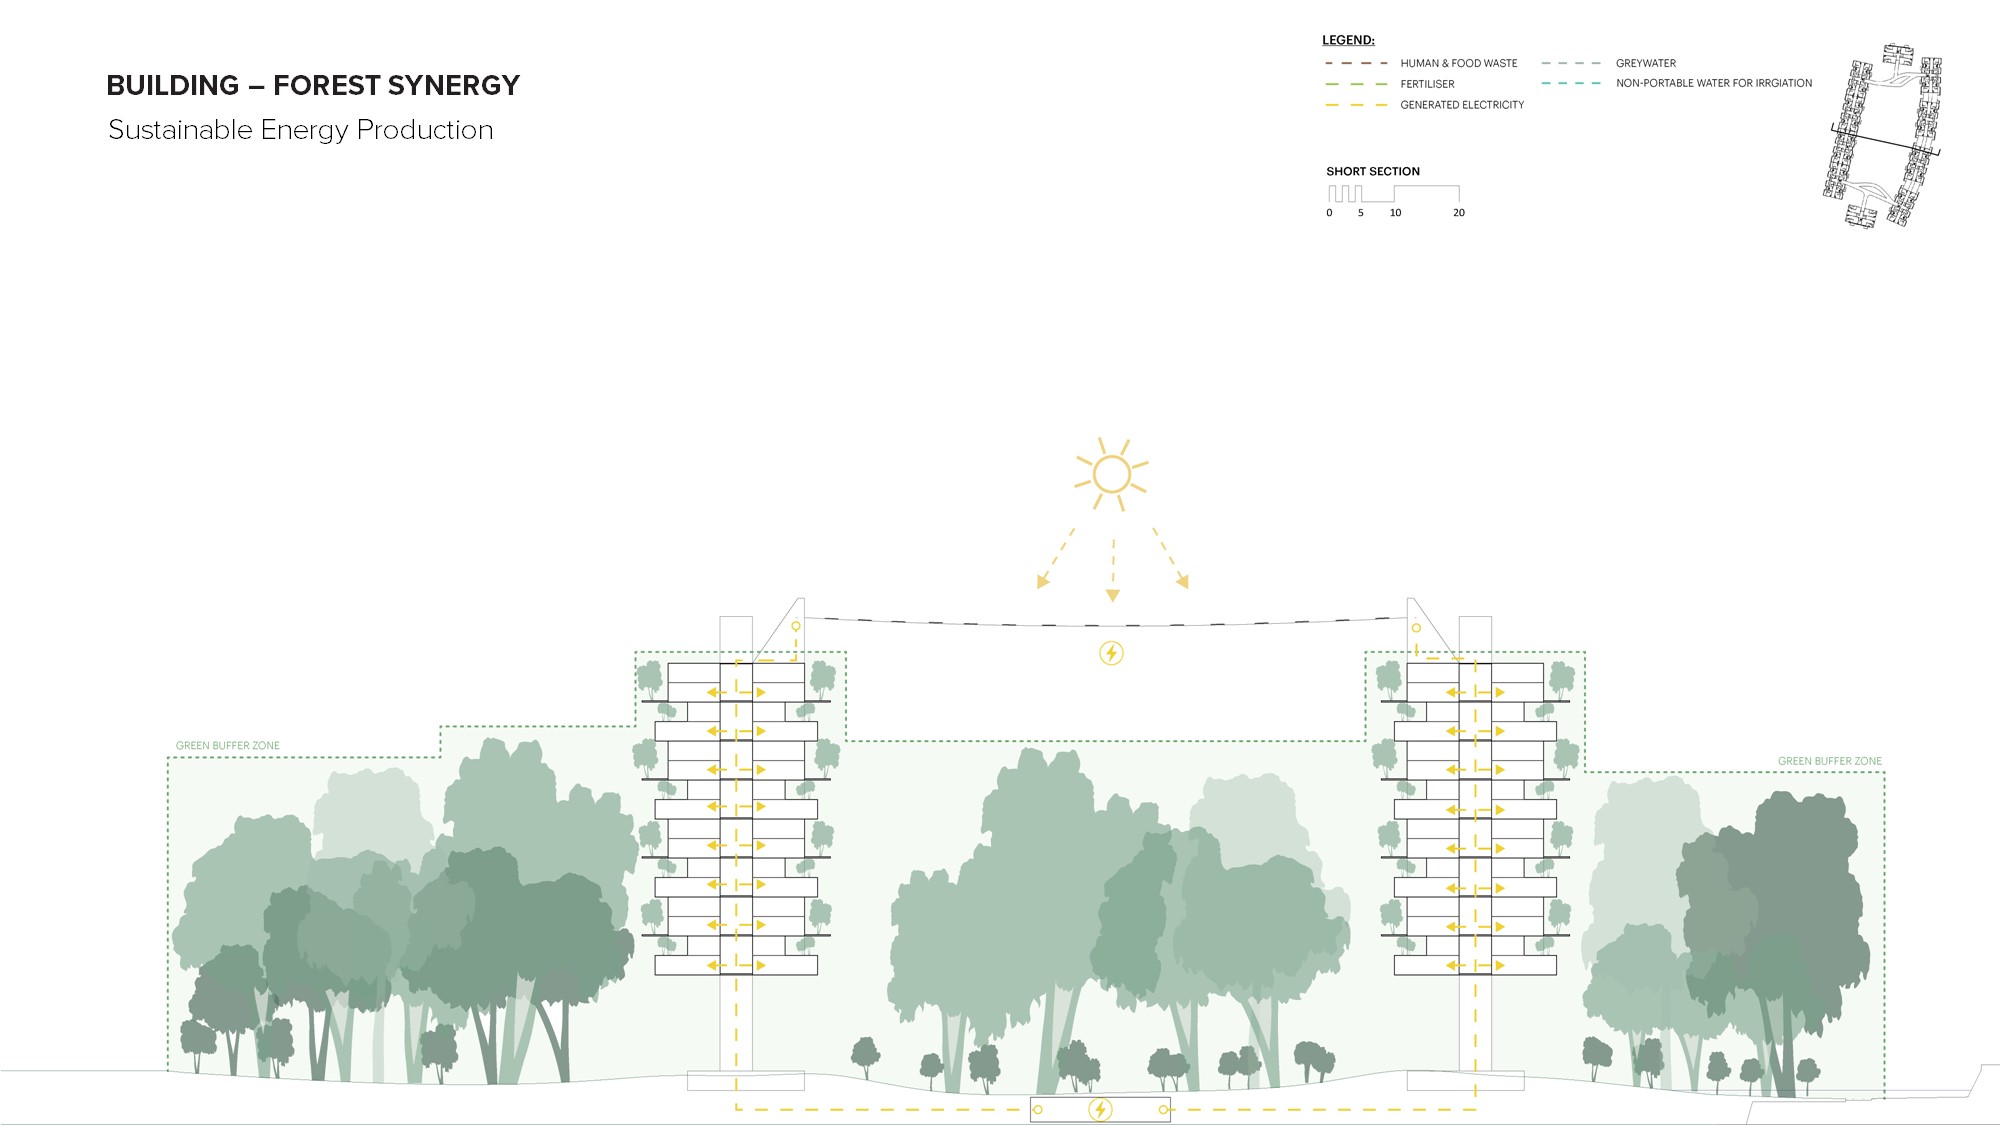 BUILDING – FOREST SYNERGY
Sustainable Energy Production
LEGEND:
HUMAN & FOOD WASTE
FERTILISER
GENERATED ELECTRICITY
GREYWATER
NON-PORTABLE WATER FOR IRRGIATION
SHORT SECTION
0 5 10 20
GREEN BUFFER ZONE
GREEN BUFFER ZONE